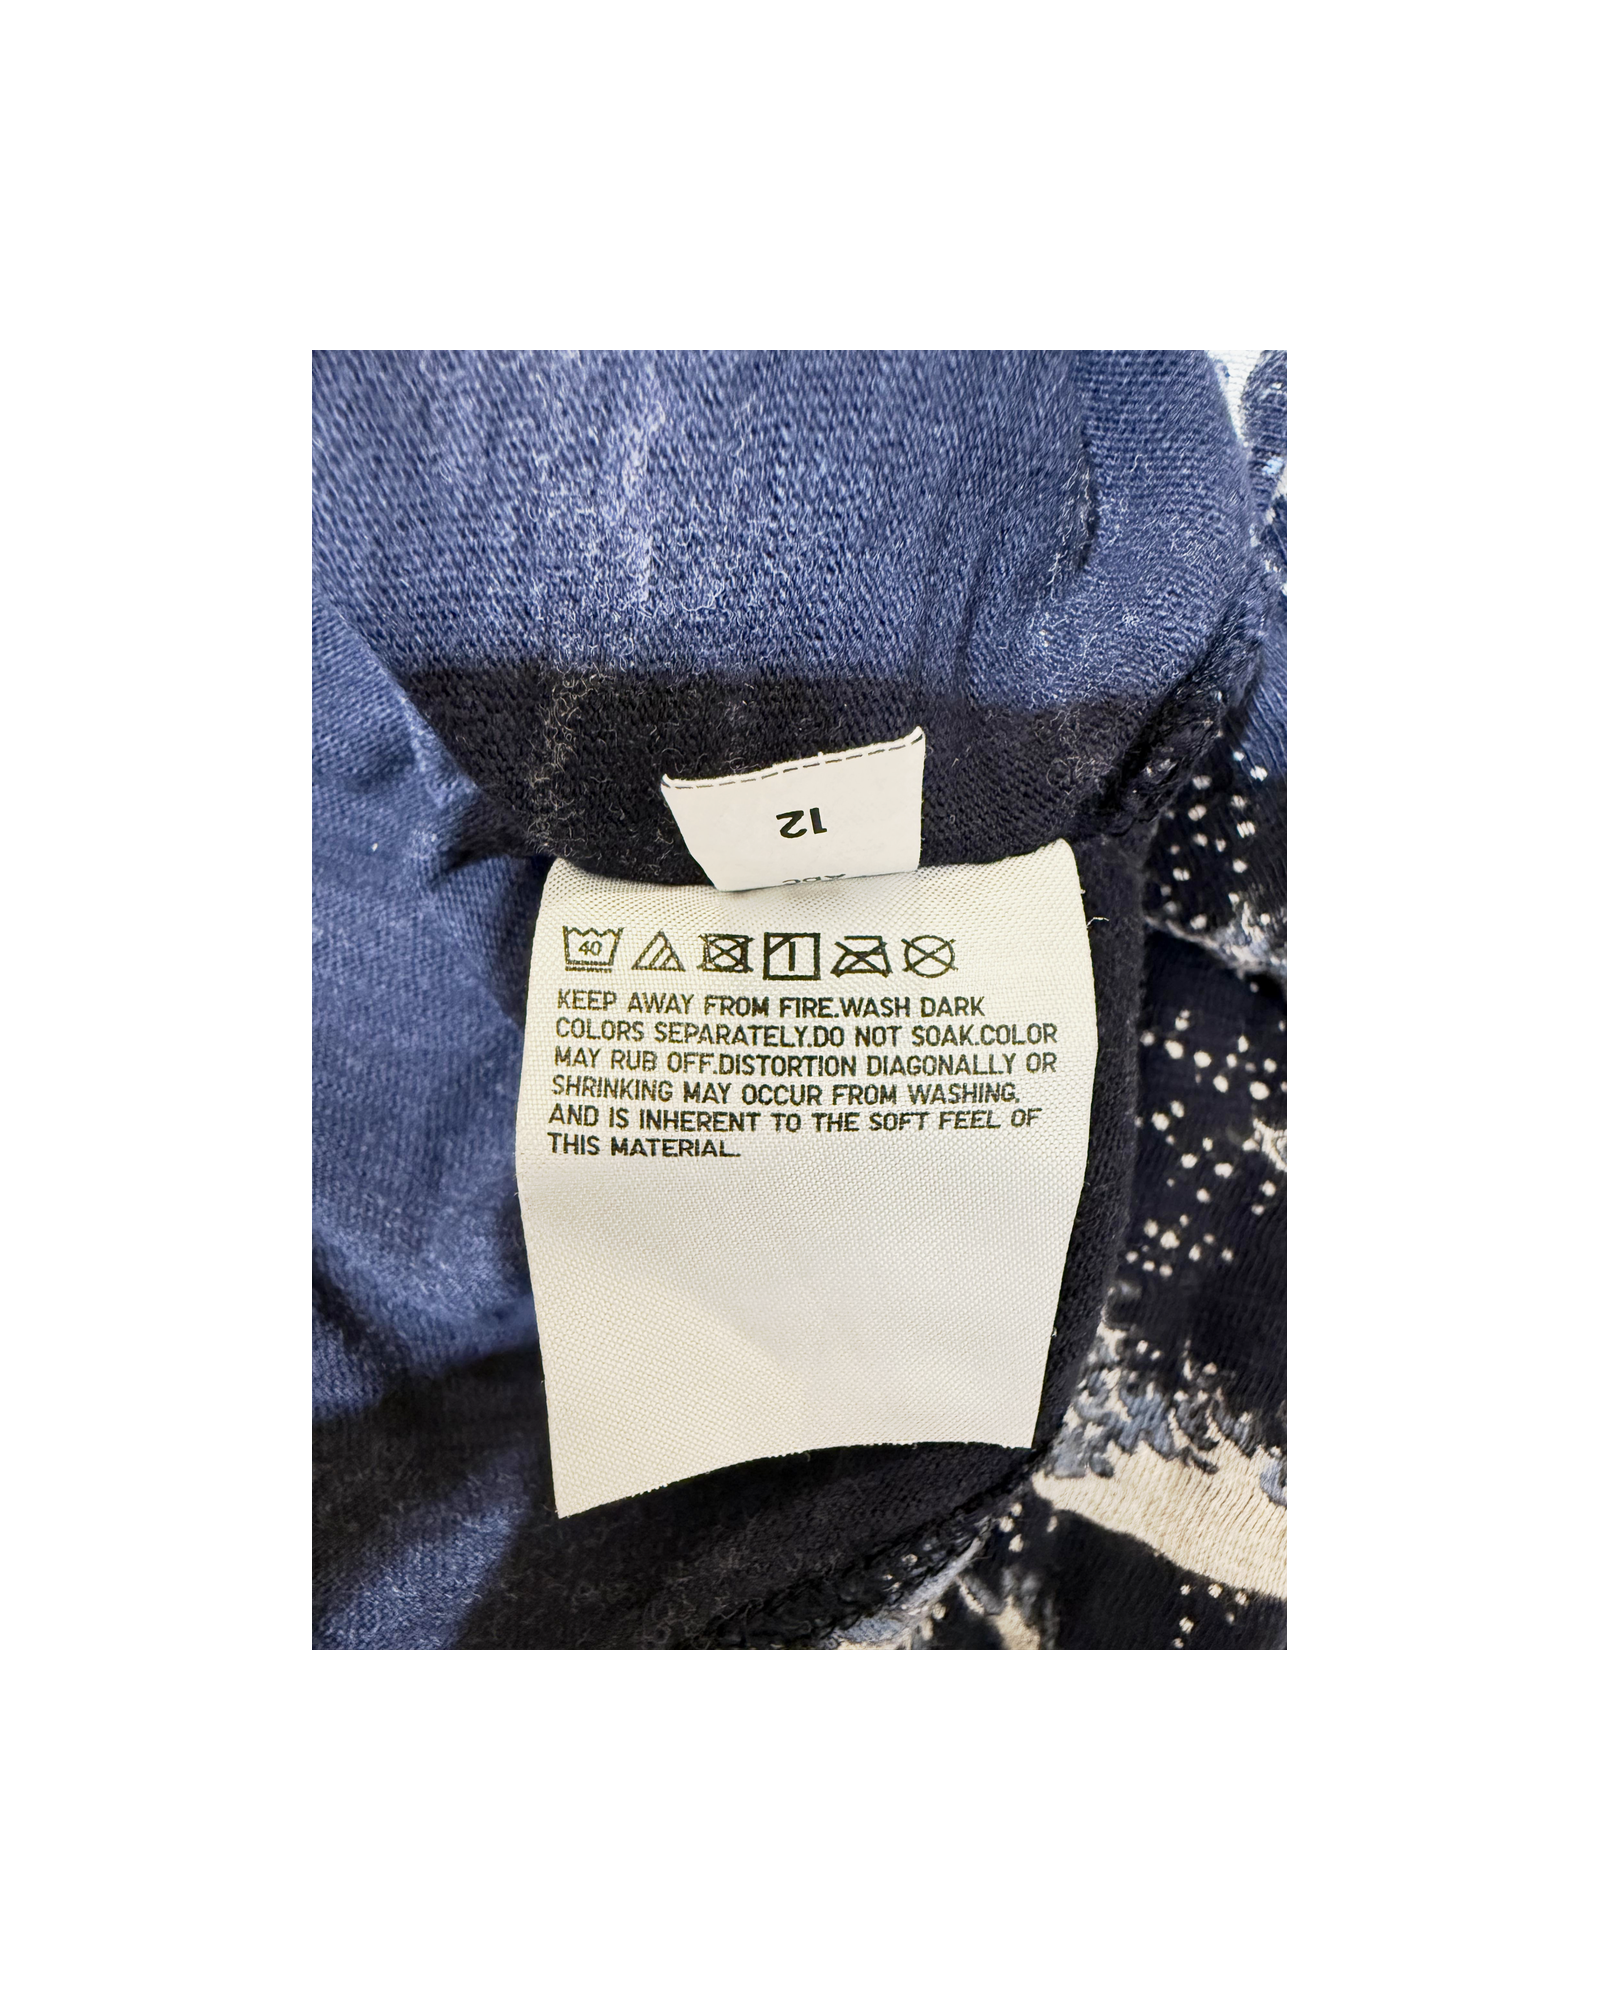 12
40
KEEP AWAY FROM FIRE.WASH DARK
COLORS SEPARATELY.DO NOT SOAK.COLOR
MAY RUB OFF.DISTORTION DIAGONALLY OR
SHRINKING MAY OCCUR FROM WASHING,
AND IS INHERENT TO THE SOFT FEEL OF
THIS MATERIAL.